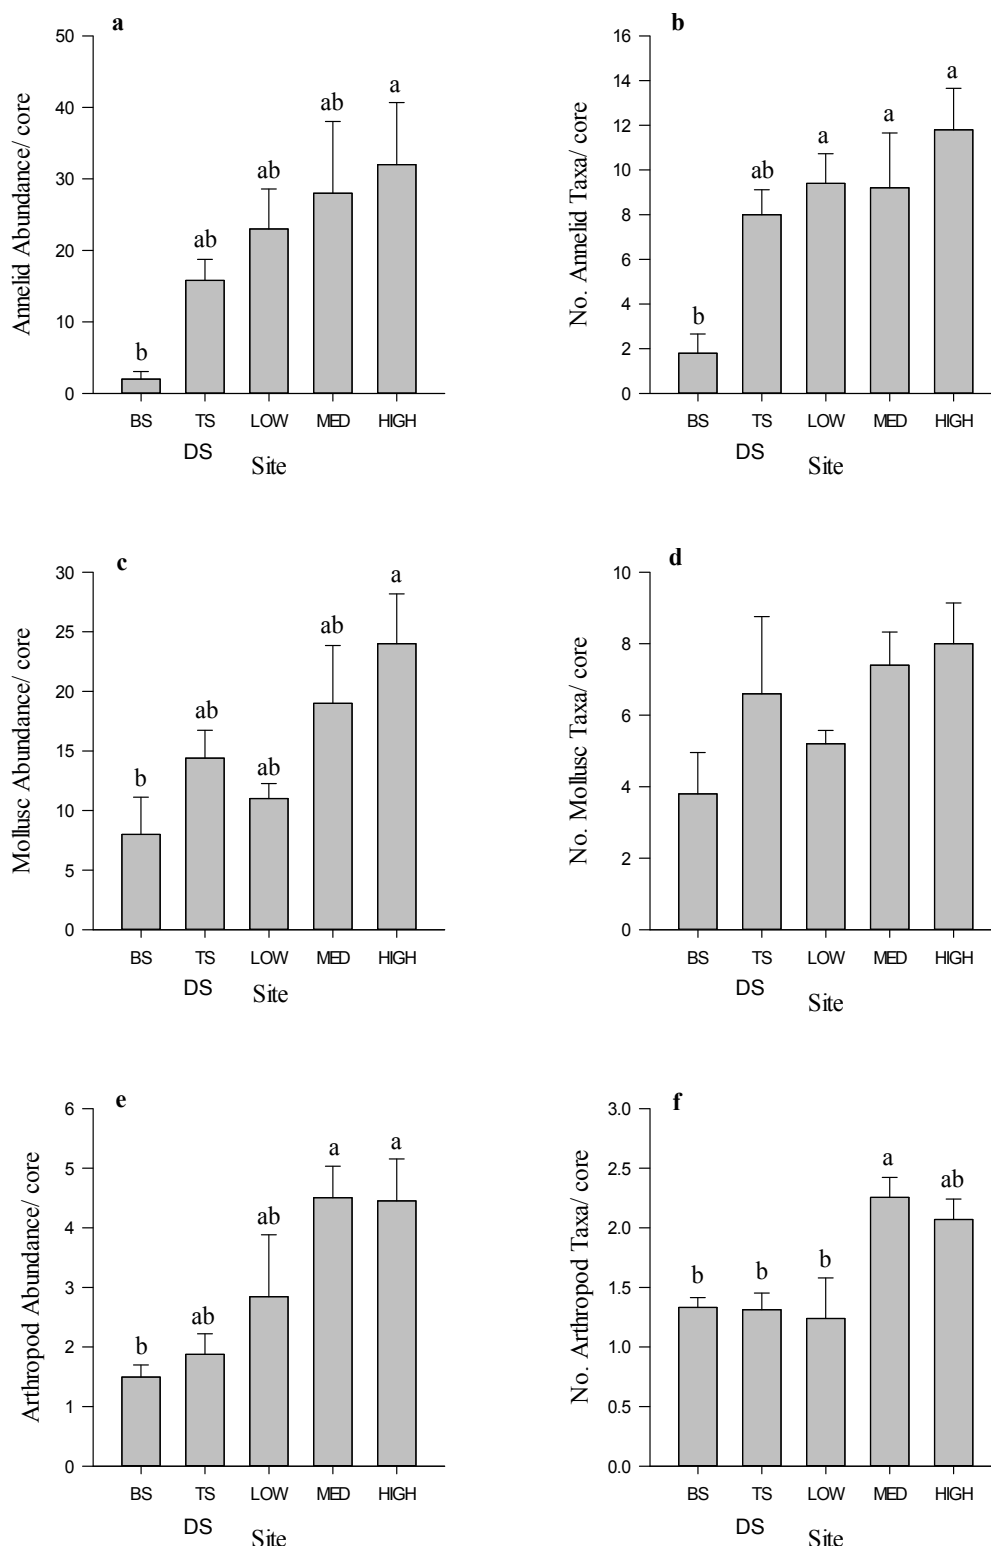 a
50
40
30
20
10
0
Annelid Abundance/ core
ab
a
ab
ab
b
BS TS LOW MED HIGH
DS
Site
b
16
14
12
10
8
6
4
2
0
No. Annelid Taxa/ core
a
a
a
ab
b
BS TS LOW MED HIGH
DS
Site
c
30
25
20
15
10
5
0
Mollusc Abundance/ core
a
ab
ab
ab
b
BS TS LOW MED HIGH
DS
Site
d
10
8
6
4
2
0
No. Mollusc Taxa/ core
BS TS LOW MED HIGH
DS
Site
e
6
5
4
3
2
1
0
Arthropod Abundance/ core
a
a
ab
ab
b
BS TS LOW MED HIGH
DS
Site
f
3.0
2.5
2.0
1.5
1.0
0.5
0.0
No. Arthropod Taxa/ core
a
ab
b
b
b
BS TS LOW MED HIGH
DS
Site